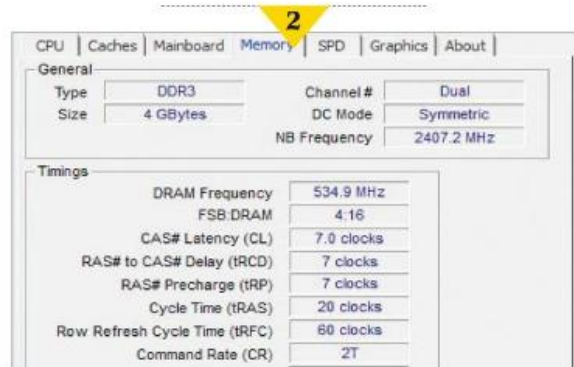 2
CPU Caches Mainboard Memory SPD Graphics About
General
Type DDR3 Channel # Dual
Size 4 GBytes DC Mode Symmetric
NB Frequency 2407.2 MHz
Timings
DRAM Frequency 534.9 MHz
FSB:DRAM 4:16
CAS# Latency (CL) 7.0 clocks
RAS# to CAS# Delay (tRCD) 7 clocks
RAS# Precharge (tRP) 7 clocks
Cycle Time (tRAS) 20 clocks
Row Refresh Cycle Time (tRFC) 60 clocks
Command Rate (CR) 2T